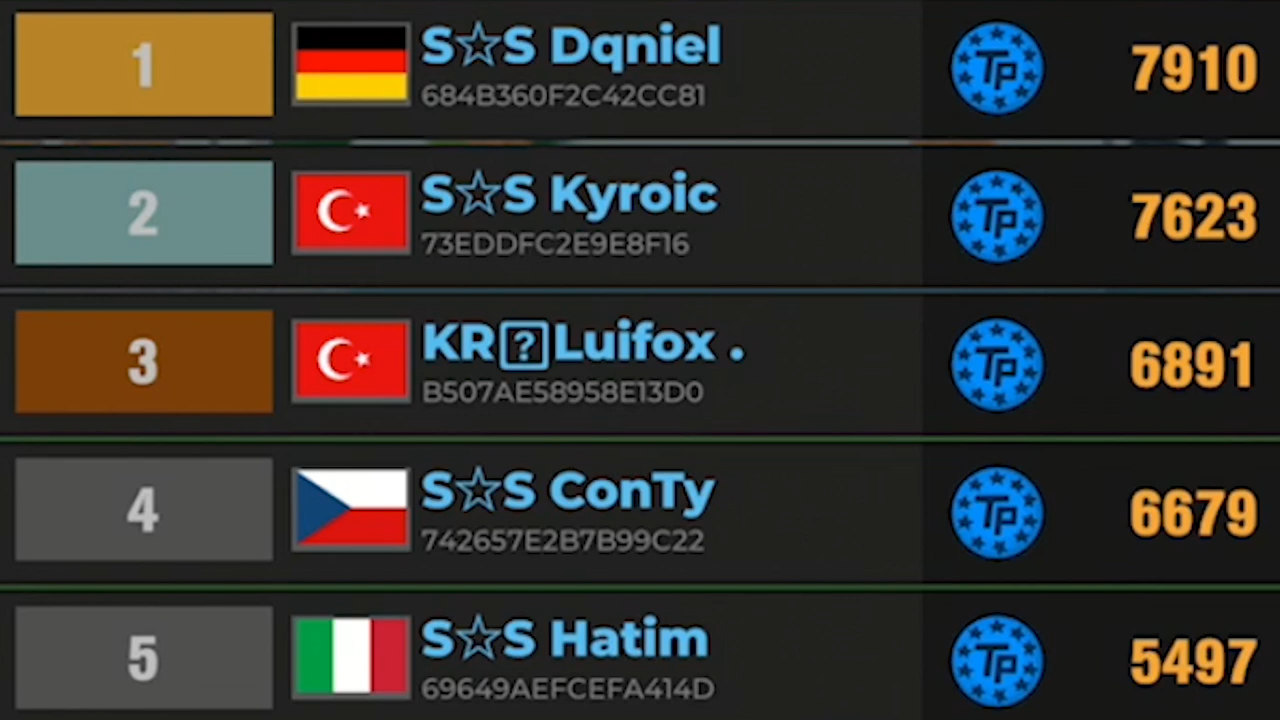 1
S☆S Dqniel
684B360F2C42CC81
TP
7910
2
S☆S Kyroic
73EDDFC2E9E8F16
TP
7623
3
KR⍰Luifox .
B507AE58958E13D0
TP
6891
4
S☆S ConTy
742657E2B7B99C22
TP
6679
5
S☆S Hatim
69649AEFCEFA414D
TP
5497